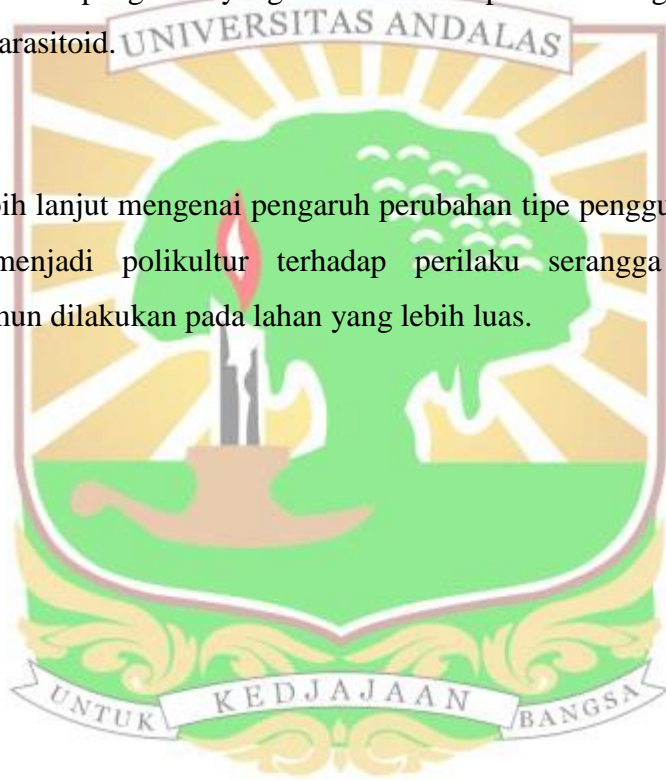 UNIVERSITAS ANDALAS
arasitoid.
ih lanjut mengenai pengaruh perubahan tipe penggu
menjadi polikultur terhadap perilaku serangga
nun dilakukan pada lahan yang lebih luas.
UNTUK KEDJAJAAN BANGSA